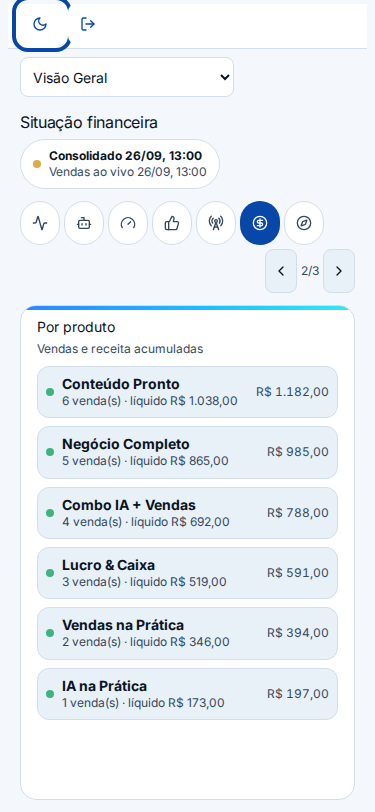 Visão Geral
Situação financeira
Consolidado 26/09, 13:00
Vendas ao vivo 26/09, 13:00
2/3
Por produto
Vendas e receita acumuladas
Conteúdo Pronto
6 venda(s) · líquido R$ 1.038,00
R$ 1.182,00
Negócio Completo
5 venda(s) · líquido R$ 865,00
R$ 985,00
Combo IA + Vendas
4 venda(s) · líquido R$ 692,00
R$ 788,00
Lucro & Caixa
3 venda(s) · líquido R$ 519,00
R$ 591,00
Vendas na Prática
2 venda(s) · líquido R$ 346,00
R$ 394,00
IA na Prática
1 venda(s) · líquido R$ 173,00
R$ 197,00